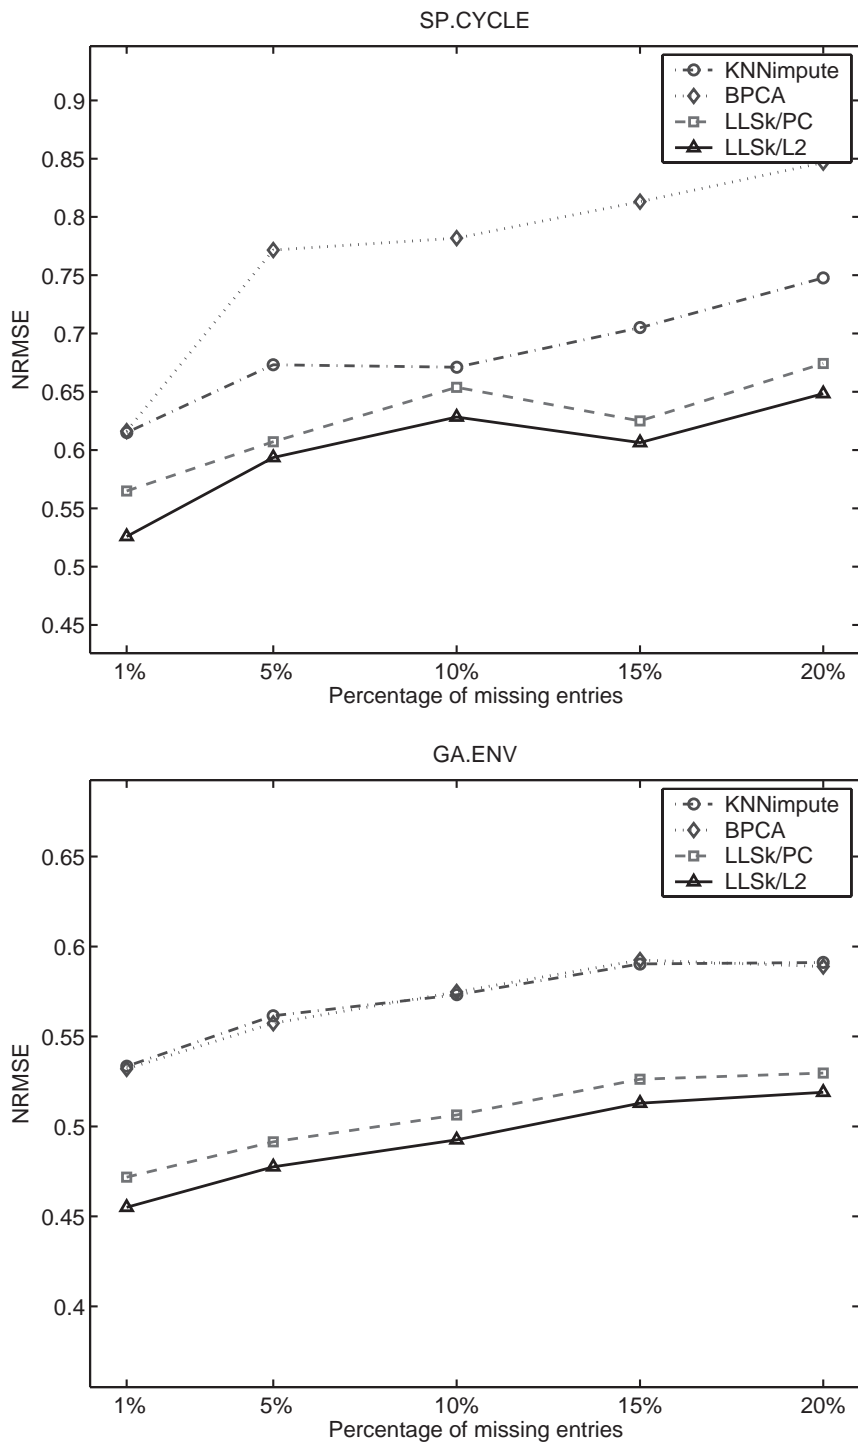 SP.CYCLE
KNNimpute
BPCA
LLSk/PC
LLSk/L2
0.9
0.85
0.8
0.75
0.7
0.65
0.6
0.55
0.5
0.45
NRMSE
1% 5% 10% 15% 20%
Percentage of missing entries
GA.ENV
KNNimpute
BPCA
LLSk/PC
LLSk/L2
0.65
0.6
0.55
0.5
0.45
0.4
NRMSE
1% 5% 10% 15% 20%
Percentage of missing entries